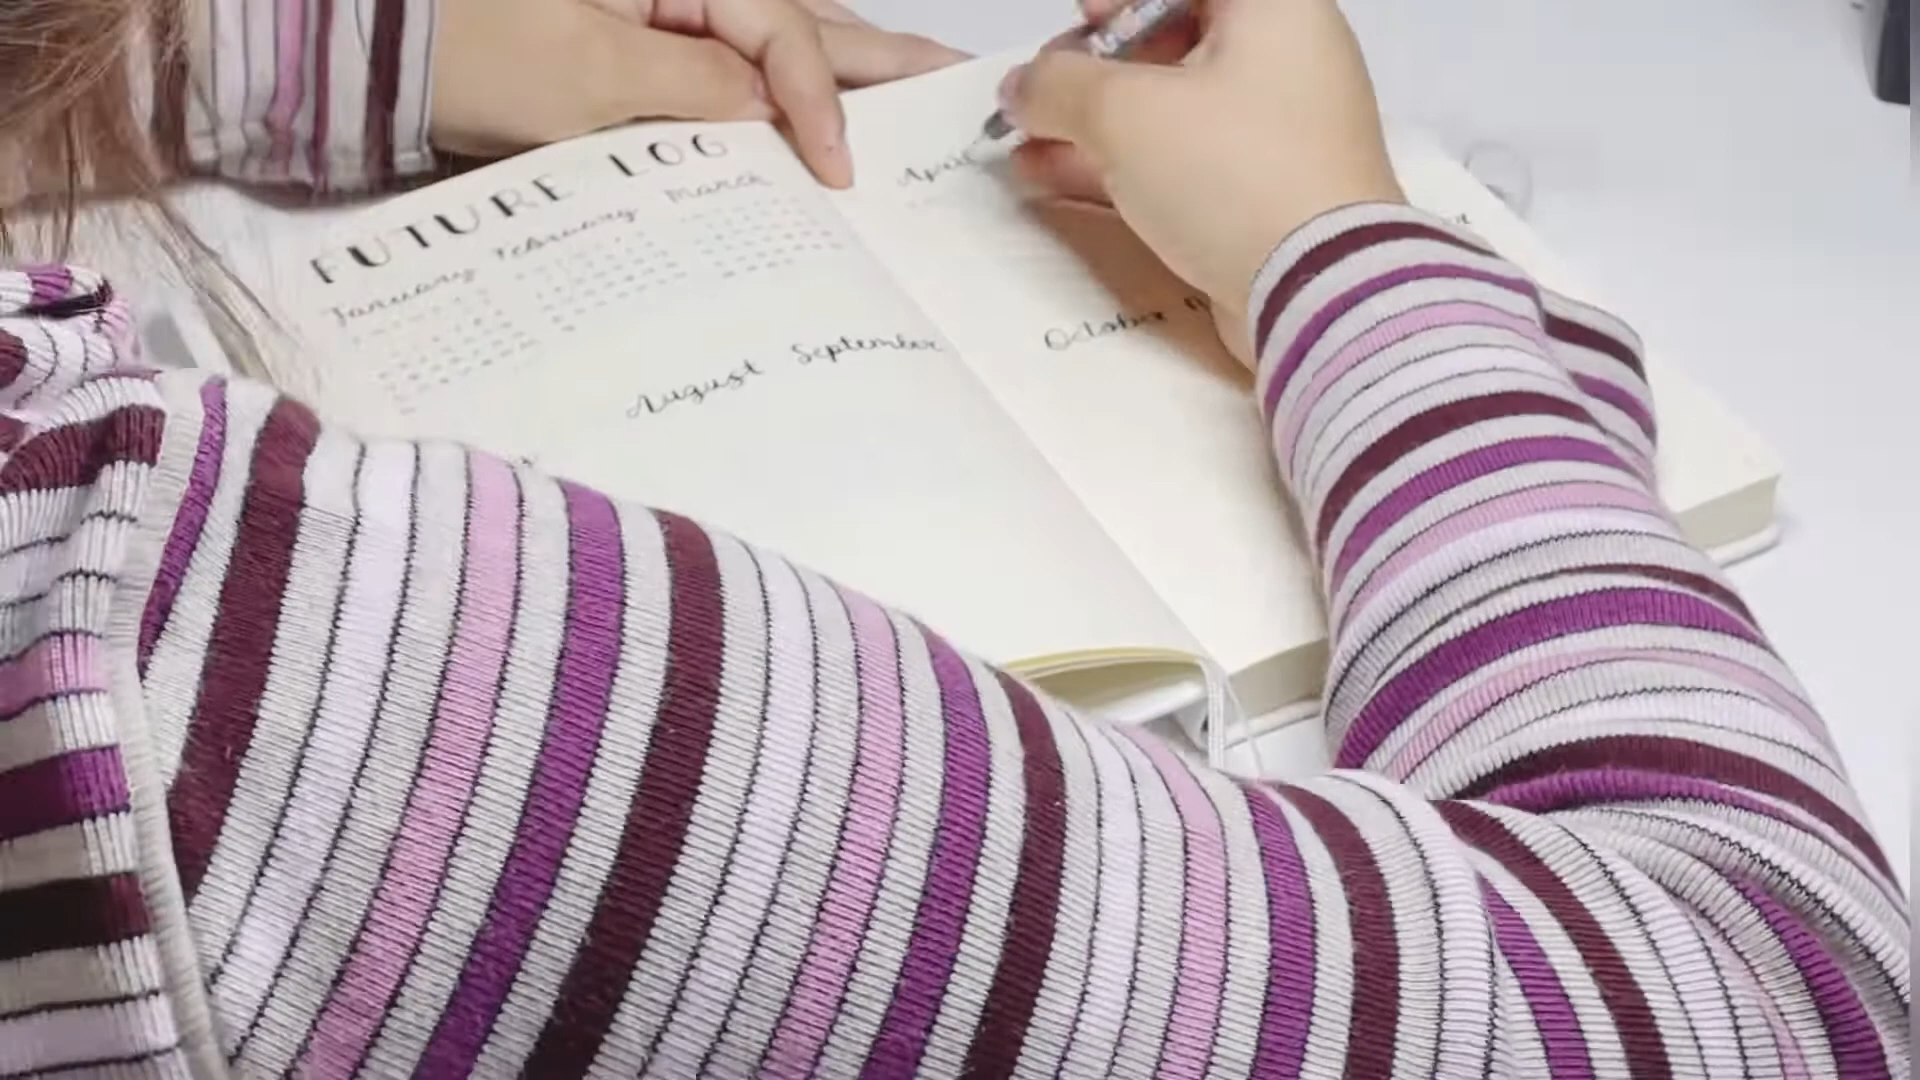 FUTURE LOG
January February March
April
August September
October